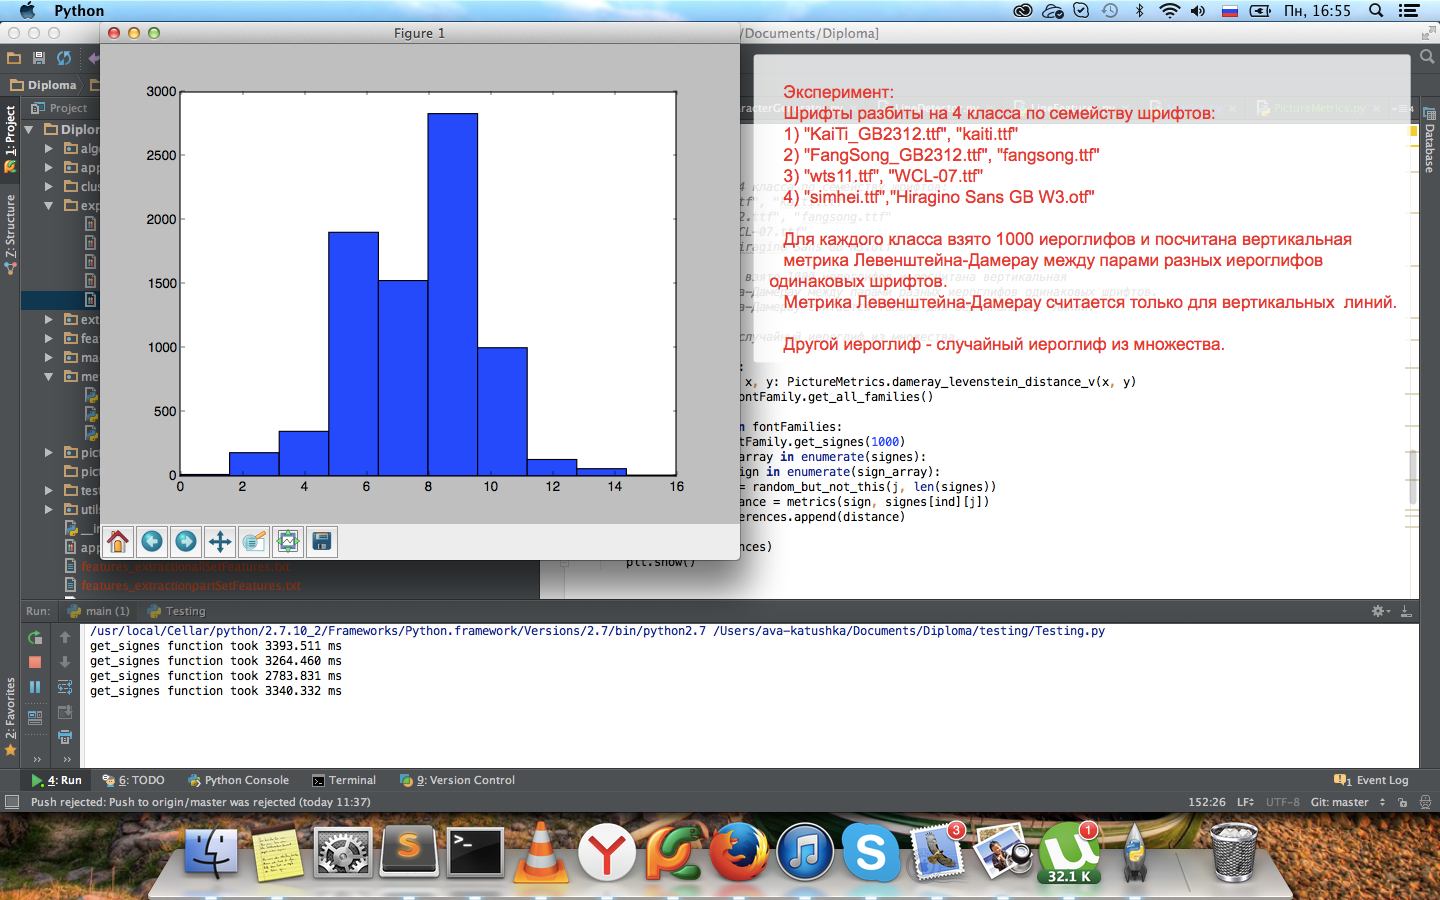 Python
Пн, 16:55
Figure 1
/Documents/Diploma]
Diploma
Project
3000
2500
2000
1500
1000
500
0
0 2 4 6 8 10 12 14 16
Эксперимент:
Шрифты разбиты на 4 класса по семейству шрифтов:
1) "KaiTi_GB2312.ttf", "kaiti.ttf"
2) "FangSong_GB2312.ttf", "fangsong.ttf"
3) "wts11.ttf", "WCL-07.ttf"
4) "simhei.ttf","Hiragino Sans GB W3.otf"
Для каждого класса взято 1000 иероглифов и посчитана вертикальная
метрика Левенштейна-Дамерау между парами разных иероглифов
одинаковых шрифтов.
Метрика Левенштейна-Дамерау считается только для вертикальных линий.
Другой иероглиф - случайный иероглиф из множества.
:
x, y: PictureMetrics.dameray_levenstein_distance_v(x, y)
ontFamily.get_all_families()
n fontFamilies:
tFamily.get_signes(1000)
array in enumerate(signes):
ign in enumerate(sign_array):
= random_but_not_this(j, len(signes))
ance = metrics(sign, signes[ind][j])
erences.append(distance)
nces)
plt.show()
1: Project
7: Structure
2: Favorites
Database
Diplom
alg
app
clus
exp
ext
fea
ma
me
pict
pict
test
utils
__in
app
features_extractionallSetFeatures.txt
features_extractionpartSetFeatures.txt
Run: main (1) Testing
/usr/local/Cellar/python/2.7.10_2/Frameworks/Python.framework/Versions/2.7/bin/python2.7 /Users/ava-katushka/Documents/Diploma/testing/Testing.py
get_signes function took 3393.511 ms
get_signes function took 3264.460 ms
get_signes function took 2783.831 ms
get_signes function took 3340.332 ms
4: Run 6: TODO Python Console Terminal 9: Version Control 1 Event Log
Push rejected: Push to origin/master was rejected (today 11:37)
152:26 LF UTF-8 Git: master
3
1
32.1 K